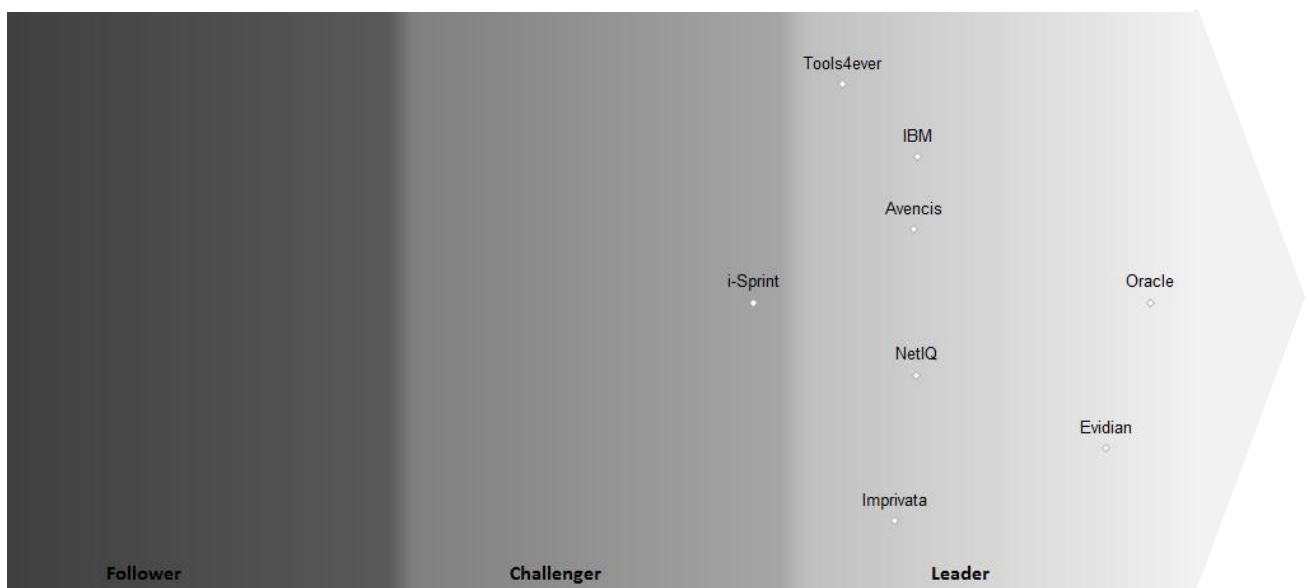 Tools4ever
IBM
Avencis
i-Sprint
Oracle
NetIQ
Evidian
Imprivata
Follower
Challenger
Leader